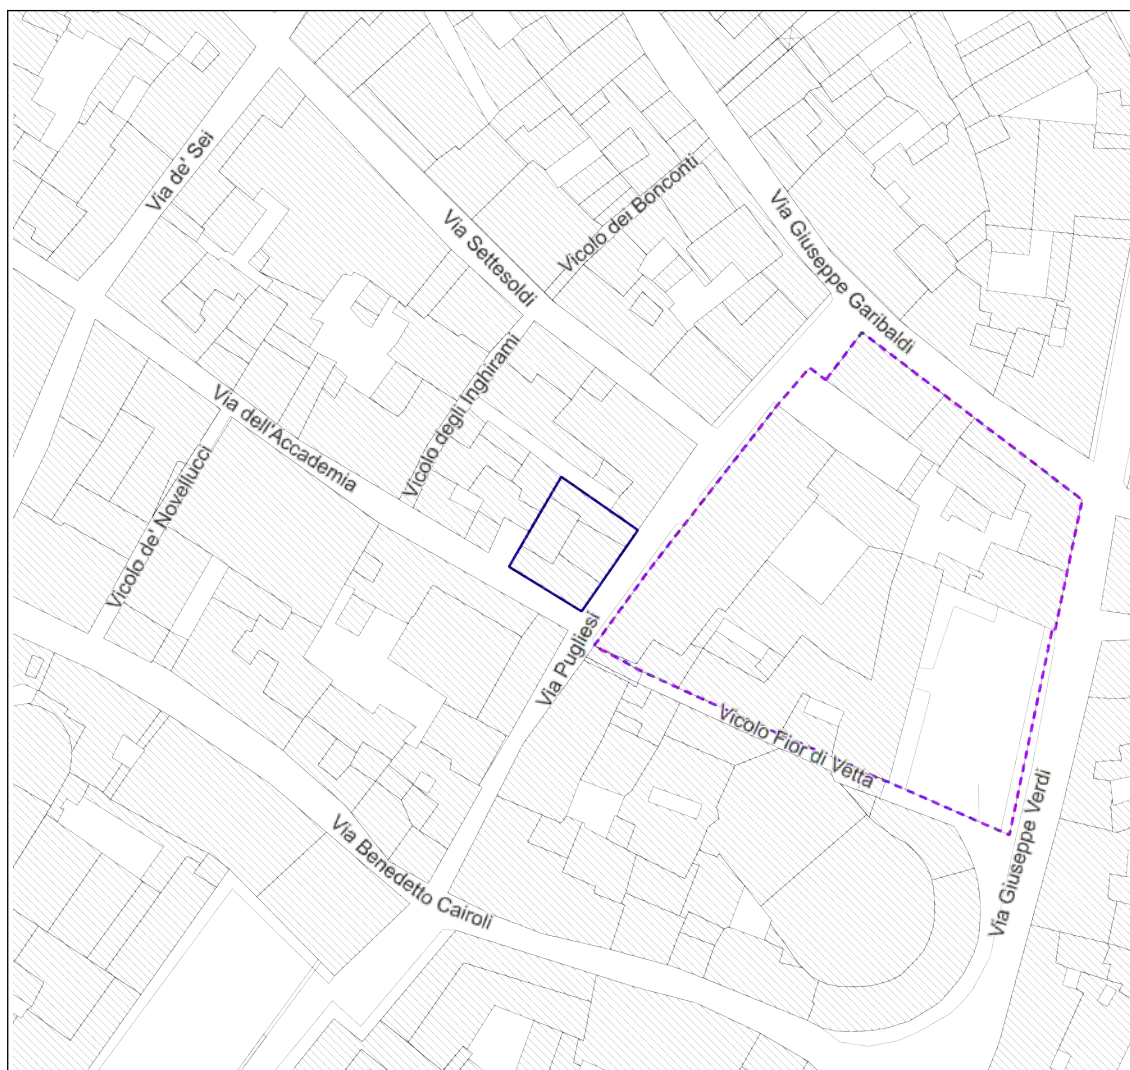 Via de' Sei
Via Settesoldi
Vicolo dei Bonconti
Via Giuseppe Garibaldi
Vicolo degli Inghirami
Via dell'Accademia
Vicolo de' Novellucci
Via Pugliesi
Vicolo Fior di Vetta
Via Benedetto Cairoli
Via Giuseppe Verdi